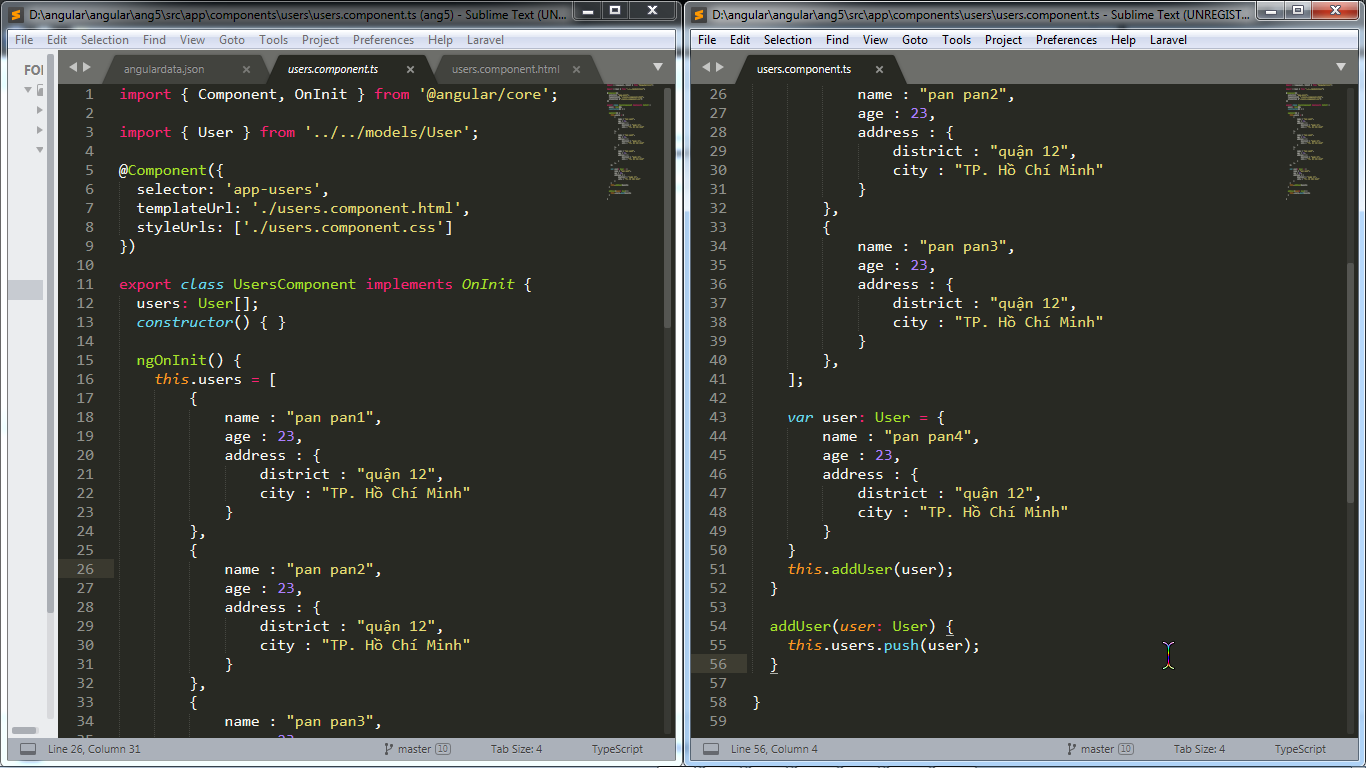 D:\angular\angular\ang5\src\app\components\users\users.component.ts (ang5) - Sublime Text (UN...
File Edit Selection Find View Goto Tools Project Preferences Help Laravel
FOI
angulardata.json
users.component.ts
users.component.html
1 import { Component, OnInit } from '@angular/core';
2
3 import { User } from '../../models/User';
4
5 @Component({
6 selector: 'app-users',
7 templateUrl: './users.component.html',
8 styleUrls: ['./users.component.css']
9 })
10
11 export class UsersComponent implements OnInit {
12 users: User[];
13 constructor() { }
14
15 ngOnInit() {
16 this.users = [
17 {
18 name : "pan pan1",
19 age : 23,
20 address : {
21 district : "quận 12",
22 city : "TP. Hồ Chí Minh"
23 }
24 },
25 {
26 name : "pan pan2",
27 age : 23,
28 address : {
29 district : "quận 12",
30 city : "TP. Hồ Chí Minh"
31 }
32 },
33 {
34 name : "pan pan3",
35 age : 23,
Line 26, Column 31 master 10 Tab Size: 4 TypeScript
D:\angular\angular\ang5\src\app\components\users\users.component.ts - Sublime Text (UNREGIST...
File Edit Selection Find View Goto Tools Project Preferences Help Laravel
users.component.ts
26 name : "pan pan2",
27 age : 23,
28 address : {
29 district : "quận 12",
30 city : "TP. Hồ Chí Minh"
31 }
32 },
33 {
34 name : "pan pan3",
35 age : 23,
36 address : {
37 district : "quận 12",
38 city : "TP. Hồ Chí Minh"
39 }
40 },
41 ];
42
43 var user: User = {
44 name : "pan pan4",
45 age : 23,
46 address : {
47 district : "quận 12",
48 city : "TP. Hồ Chí Minh"
49 }
50 }
51 this.addUser(user);
52 }
53
54 addUser(user: User) {
55 this.users.push(user);
56 }
57
58 }
59
Line 56, Column 4 master 10 Tab Size: 4 TypeScript